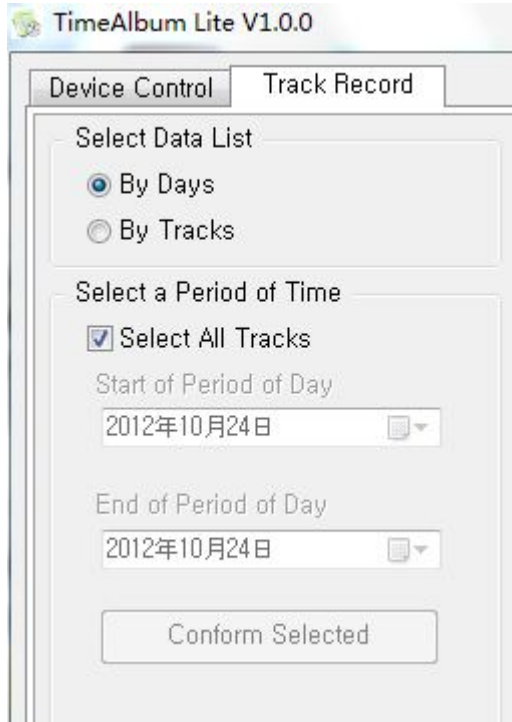 TimeAlbum Lite V1.0.0
Device Control Track Record
Select Data List
By Days
By Tracks
Select a Period of Time
Select All Tracks
Start of Period of Day
2012年10月24日
End of Period of Day
2012年10月24日
Conform Selected